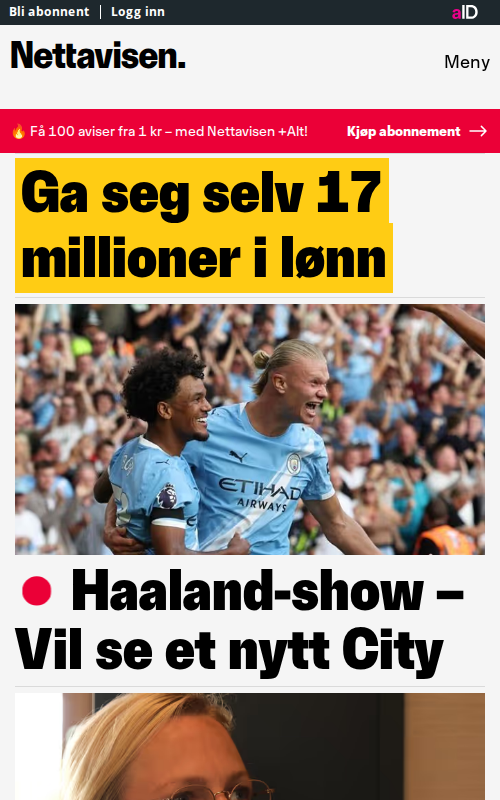 Bli abonnent | Logg inn
aID
Nettavisen.
Meny
🔥 Få 100 aviser fra 1 kr – med Nettavisen +Alt!
Kjøp abonnement →
Ga seg selv 17
millioner i lønn
ETIHAD
AIRWAYS
Haaland-show –
Vil se et nytt City